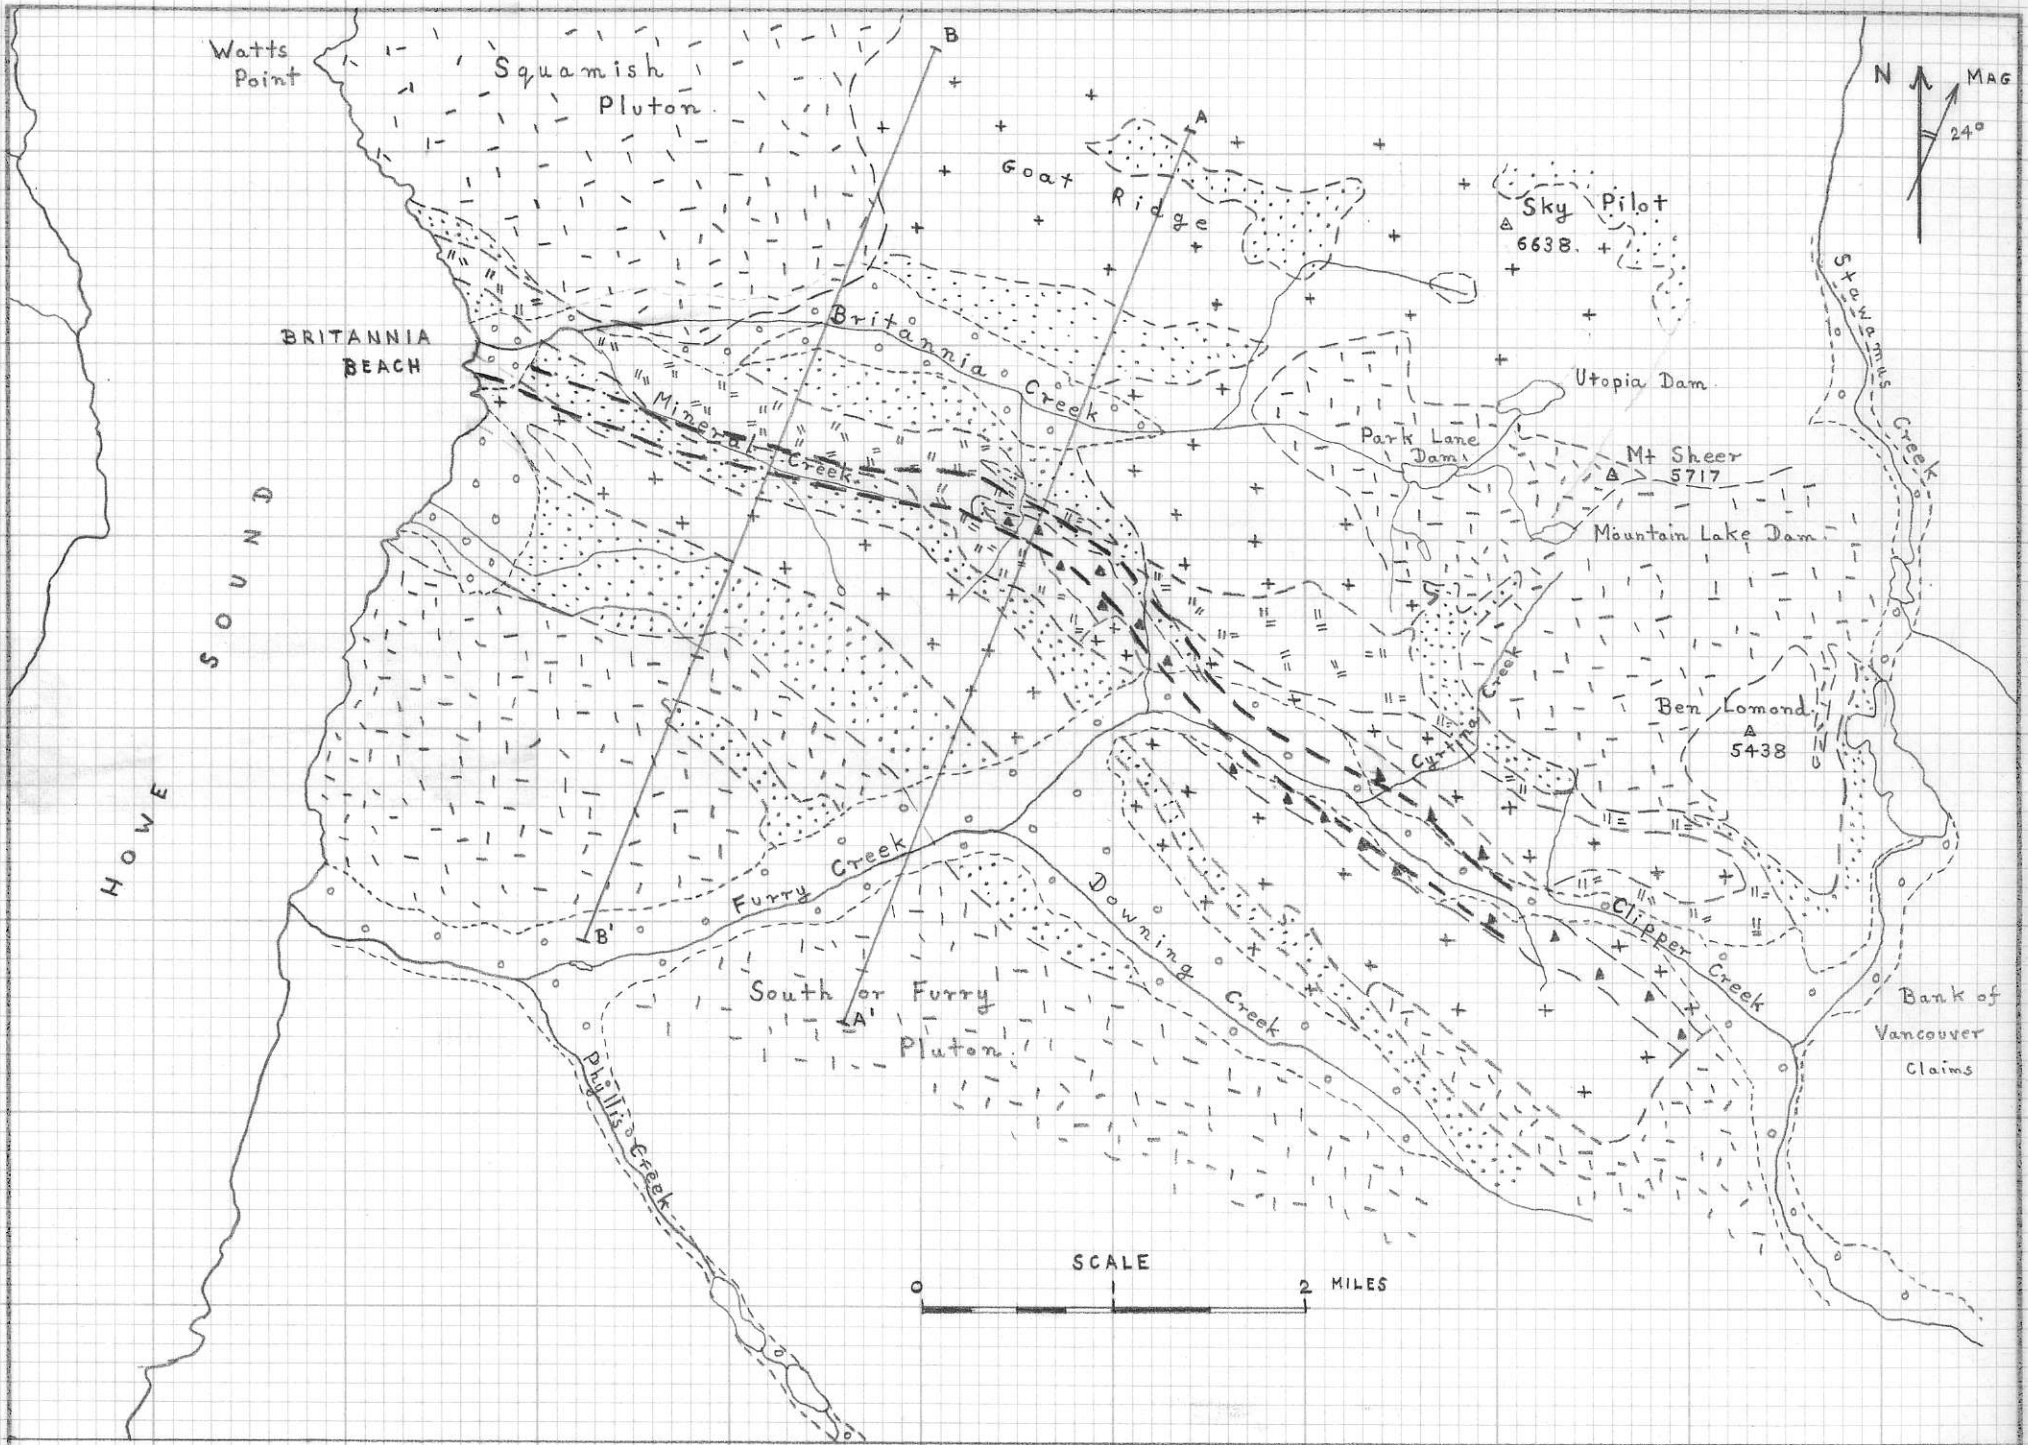 Watts
Point
Squamish
Pluton
B
A
N
MAG
24°
Goat
Ridge
Sky Pilot
6638.
Stawamus
Creek
BRITANNIA
BEACH
Britannia
Creek
Mineral
Creek
Utopia Dam
Park Lane
Dam
Mt Sheer
5717
Mountain Lake Dam
HOWE SOUND
Cyrtina Creek
Ben Lomond
5438
Furry Creek
B'
Downing
Creek
Clipper
Creek
South or Furry
Pluton
A'
Bank of
Vancouver
Claims
Phyllis Creek
SCALE
0 2 MILES